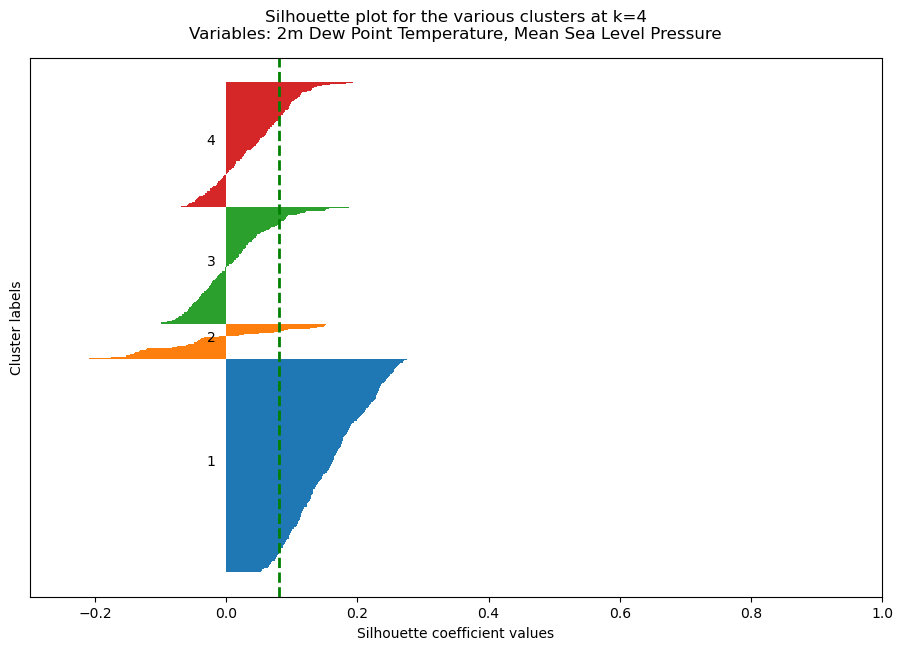 Silhouette plot for the various clusters at k=4
Variables: 2m Dew Point Temperature, Mean Sea Level Pressure
4
3
2
1
Cluster labels
−0.2 0.0 0.2 0.4 0.6 0.8 1.0
Silhouette coefficient values